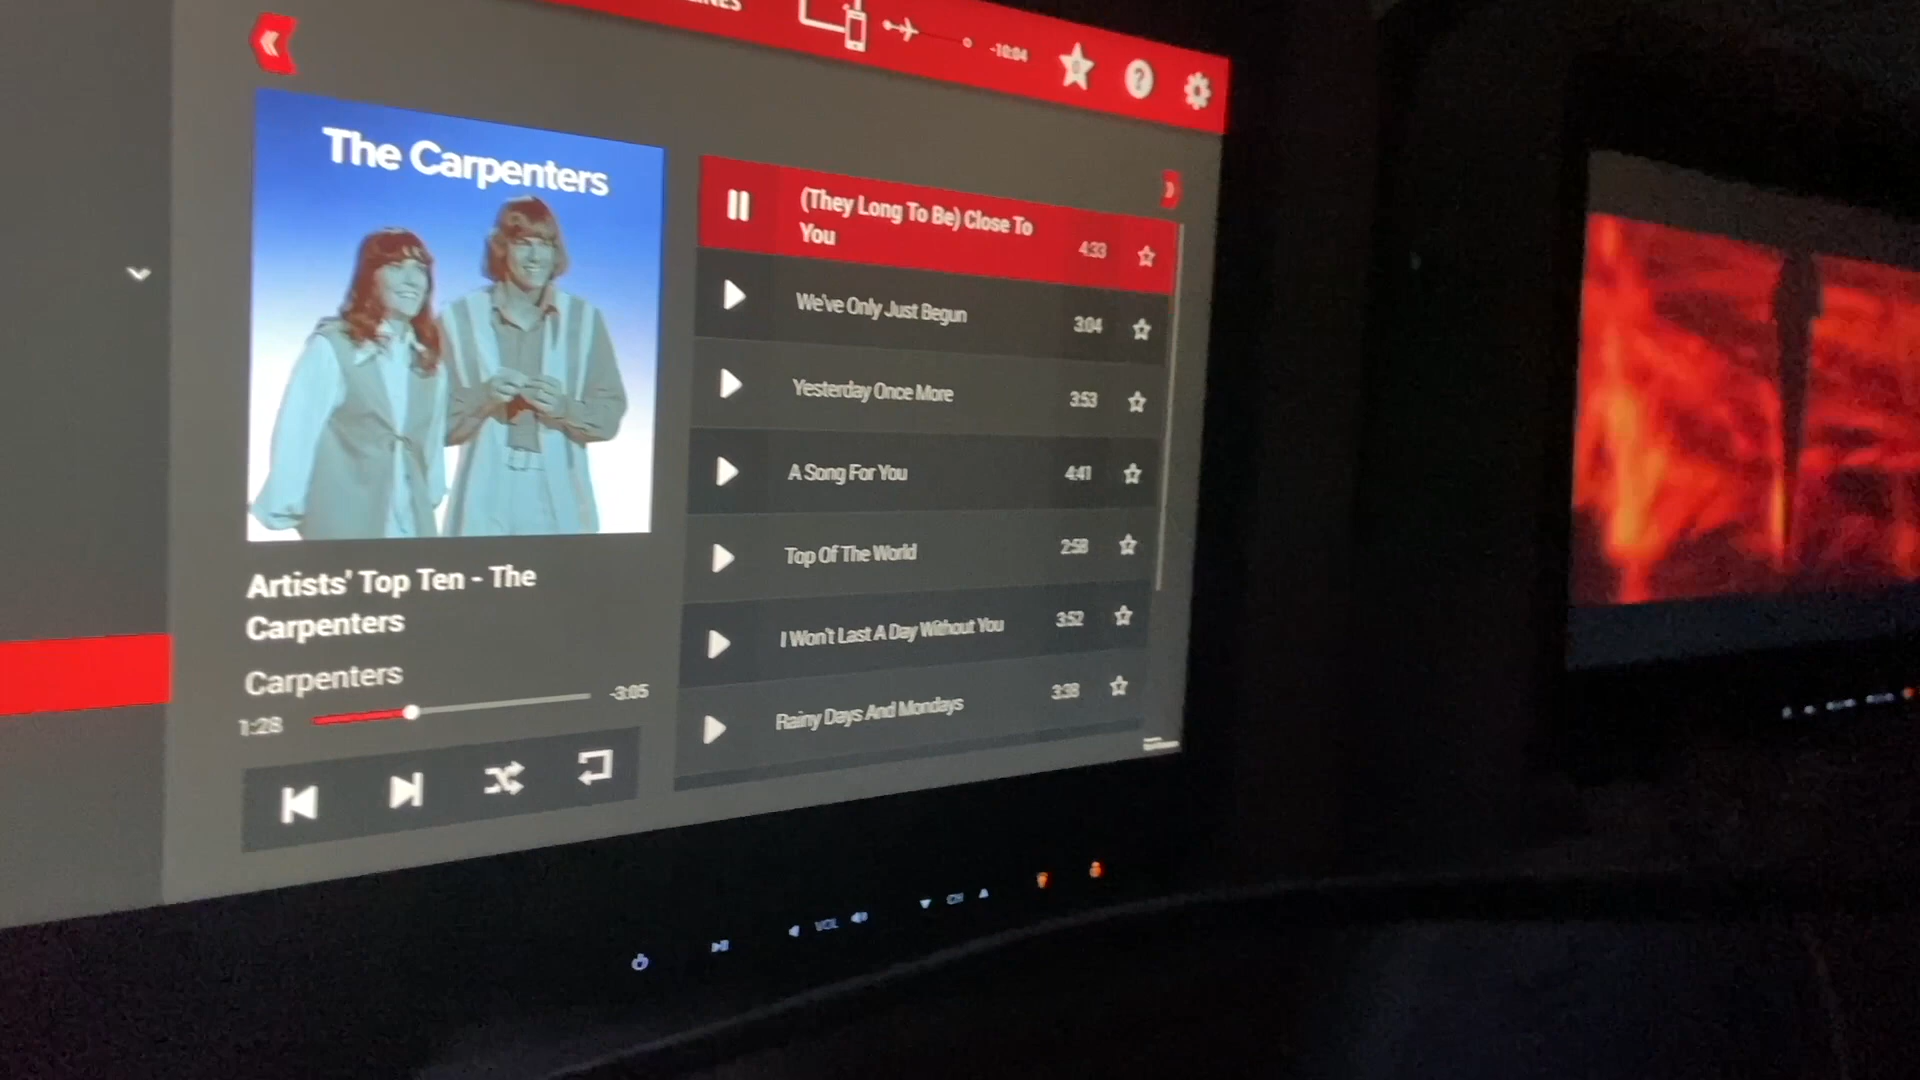 -10:04
The Carpenters
Artists' Top Ten - The
Carpenters
Carpenters
1:28
-3:05
(They Long To Be) Close To
You
4:33
We've Only Just Begun
3:04
Yesterday Once More
3:53
A Song For You
4:41
Top Of The World
2:58
I Won't Last A Day Without You
3:52
Rainy Days And Mondays
3:38
VOL
CH